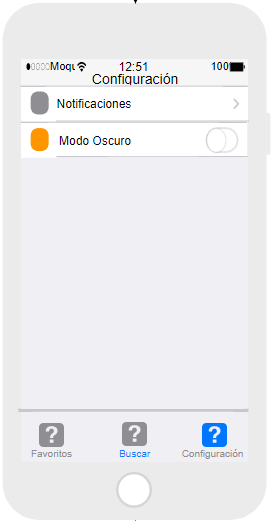 Moqu 12:51 100
Configuración
Notificaciones
Modo Oscuro
? ? ?
Favoritos Buscar Configuración